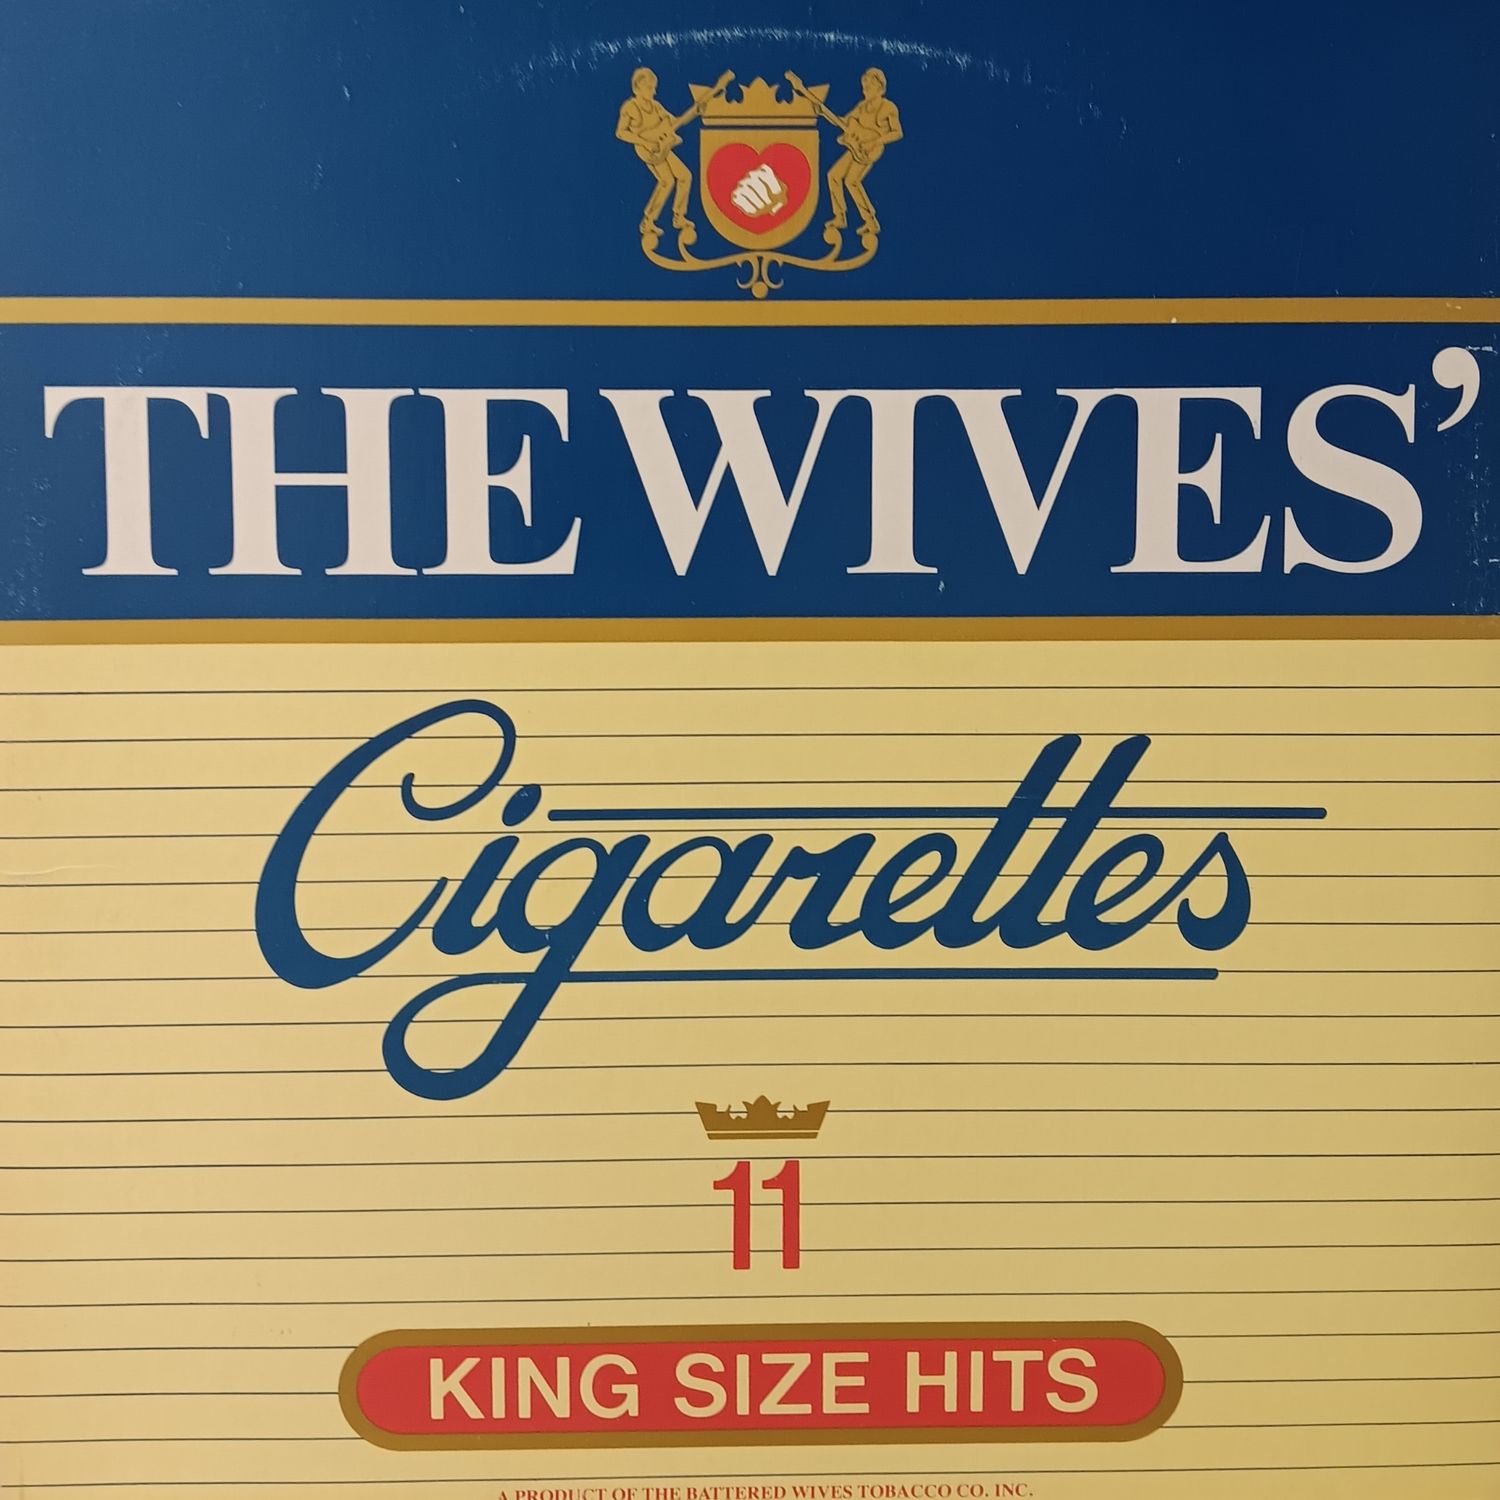 THE WIVES'
Cigarettes
11
KING SIZE HITS
A PRODUCT OF THE BATTERED WIVES TOBACCO CO. INC.